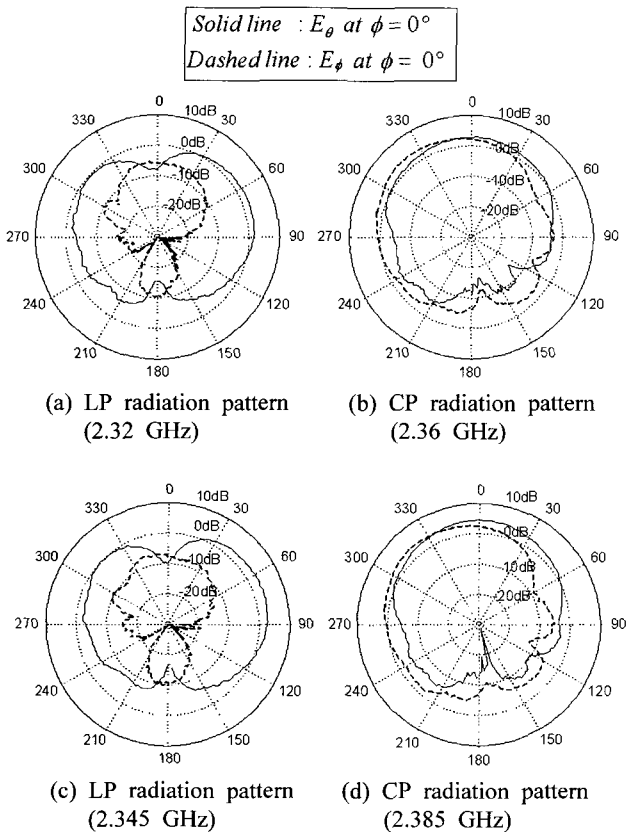 Solid line : E_θ at ϕ = 0°
Dashed line : E_ϕ at ϕ = 0°
0
10dB
30
330
0dB
60
300
-10dB
-20dB
270
90
240
120
210
150
180
0
10dB
30
330
0dB
60
300
-10dB
-20dB
270
90
240
120
210
150
180
(a) LP radiation pattern
(2.32 GHz)
(b) CP radiation pattern
(2.36 GHz)
0
10dB
30
330
0dB
60
300
-10dB
-20dB
270
90
240
120
210
150
180
0
10dB
30
330
0dB
60
300
-10dB
-20dB
270
90
240
120
210
150
180
(c) LP radiation pattern
(2.345 GHz)
(d) CP radiation pattern
(2.385 GHz)